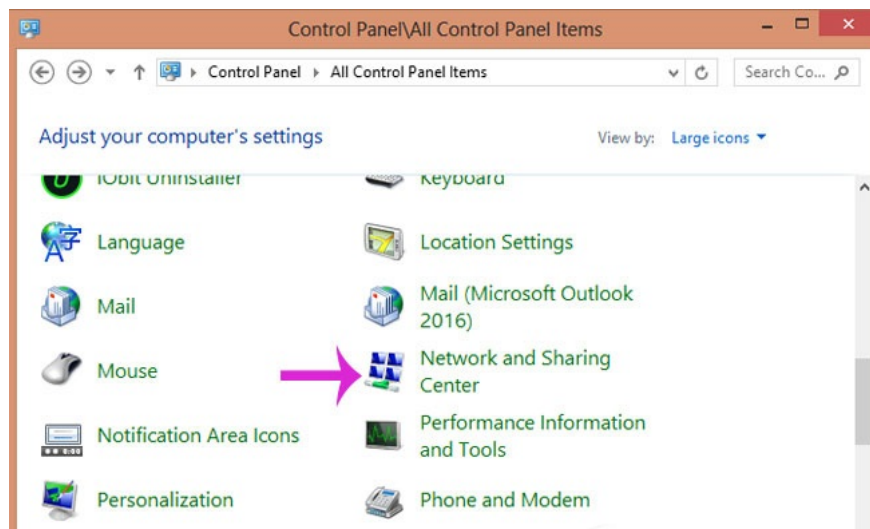 Control Panel\All Control Panel Items
Control Panel All Control Panel Items
Search Co...
Adjust your computer's settings
View by: Large icons
IObit Uninstaller
Keyboard
Language
Location Settings
Mail
Mail (Microsoft Outlook
2016)
Mouse
Network and Sharing
Center
Notification Area Icons
Performance Information
and Tools
Personalization
Phone and Modem